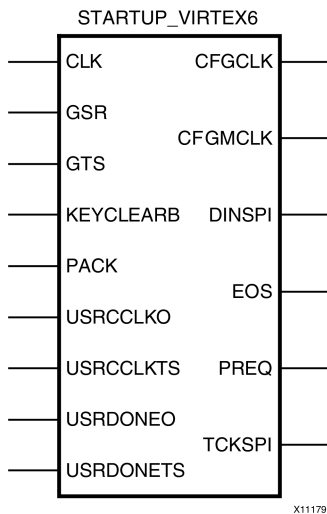 STARTUP_VIRTEX6
CLK
CFGCLK
GSR
CFGMCLK
GTS
KEYCLEARB
DINSPI
PACK
EOS
USRCCLKO
USRCCLKTS
PREQ
USRDONEO
TCKSPI
USRDONETS
X11179